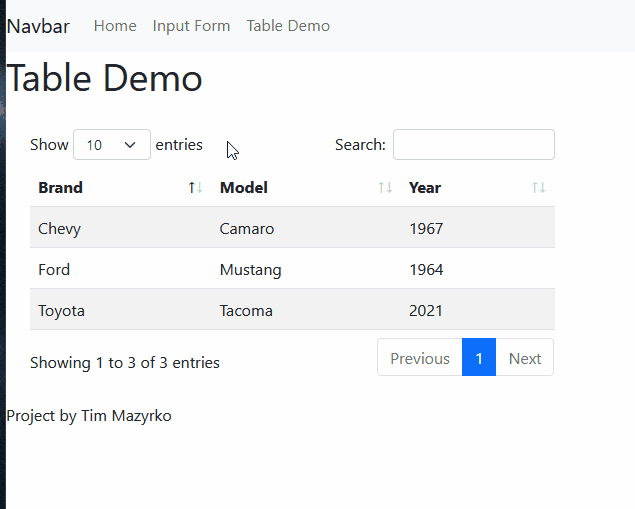 Navbar Home Input Form Table Demo
Table Demo
Show 10 entries Search:
Brand Model Year
Chevy Camaro 1967
Ford Mustang 1964
Toyota Tacoma 2021
Showing 1 to 3 of 3 entries Previous 1 Next
Project by Tim Mazyrko